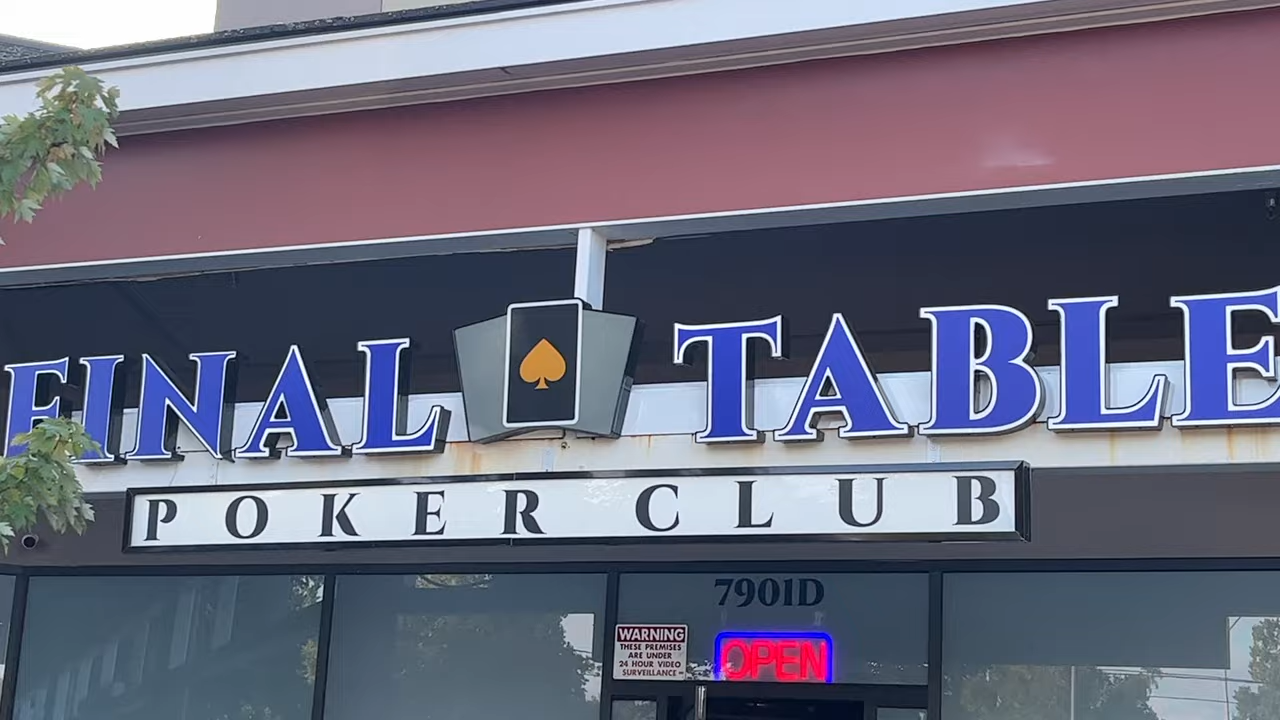 FINAL TABLE
POKER CLUB
7901D
WARNING
THESE PREMISES
ARE UNDER
24 HOUR VIDEO
SURVEILLANCE
OPEN